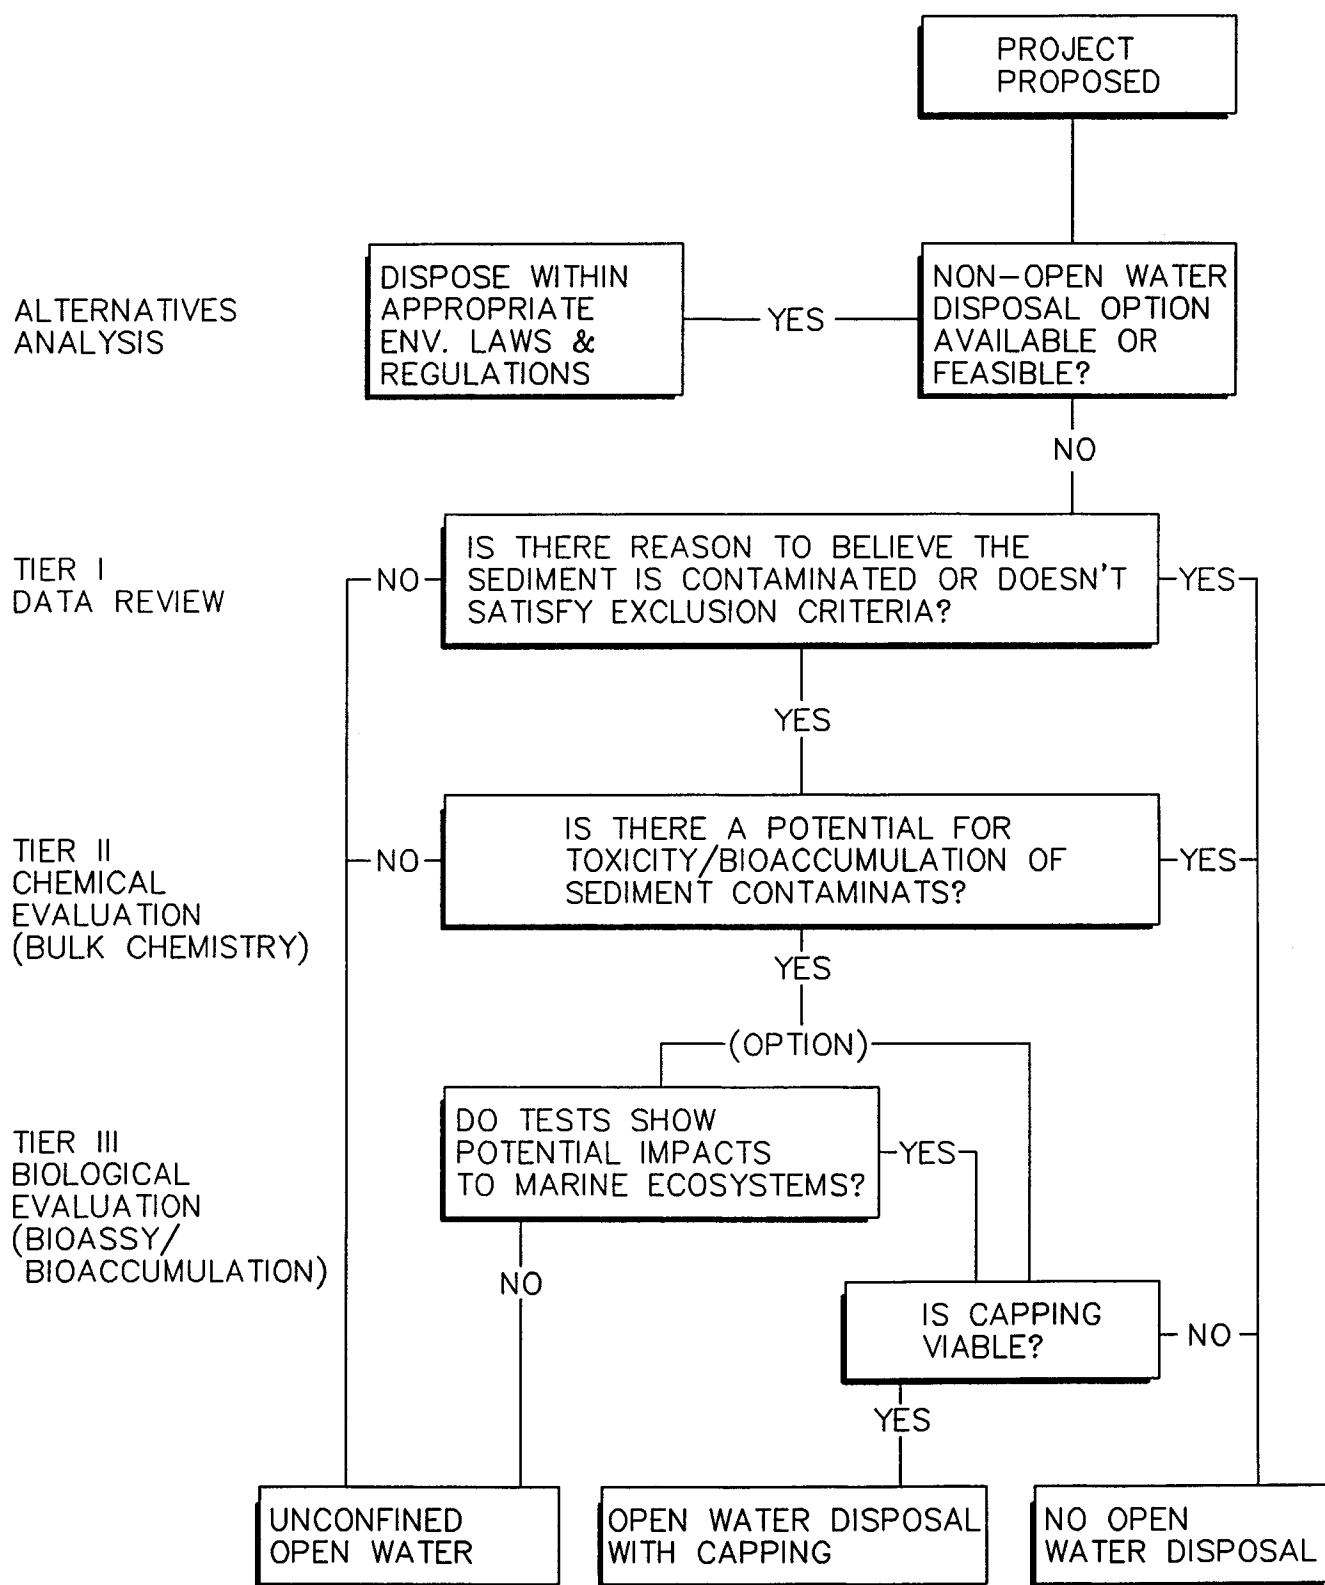 PROJECT
PROPOSED
ALTERNATIVES
ANALYSIS
DISPOSE WITHIN
APPROPRIATE
ENV. LAWS &
REGULATIONS
YES
NON-OPEN WATER
DISPOSAL OPTION
AVAILABLE OR
FEASIBLE?
NO
TIER I
DATA REVIEW
NO
IS THERE REASON TO BELIEVE THE
SEDIMENT IS CONTAMINATED OR DOESN'T
SATISFY EXCLUSION CRITERIA?
YES
YES
TIER II
CHEMICAL
EVALUATION
(BULK CHEMISTRY)
NO
IS THERE A POTENTIAL FOR
TOXICITY/BIOACCUMULATION OF
SEDIMENT CONTAMINATS?
YES
YES
(OPTION)
TIER III
BIOLOGICAL
EVALUATION
(BIOASSY/
BIOACCUMULATION)
DO TESTS SHOW
POTENTIAL IMPACTS
TO MARINE ECOSYSTEMS?
YES
NO
IS CAPPING
VIABLE?
NO
YES
UNCONFINED
OPEN WATER
OPEN WATER DISPOSAL
WITH CAPPING
NO OPEN
WATER DISPOSAL